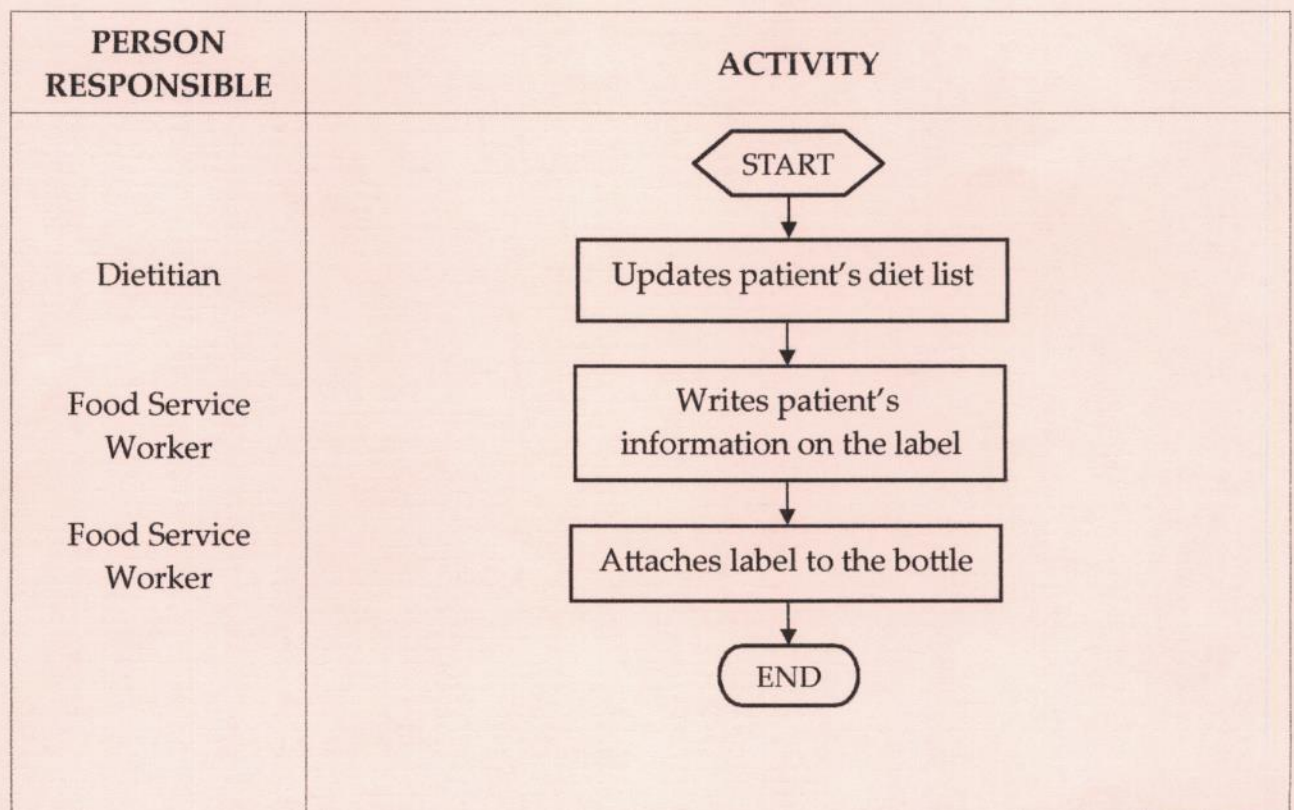 PERSON
RESPONSIBLE
ACTIVITY
START
Dietitian
Updates patient's diet list
Food Service
Worker
Writes patient's
information on the label
Food Service
Worker
Attaches label to the bottle
END